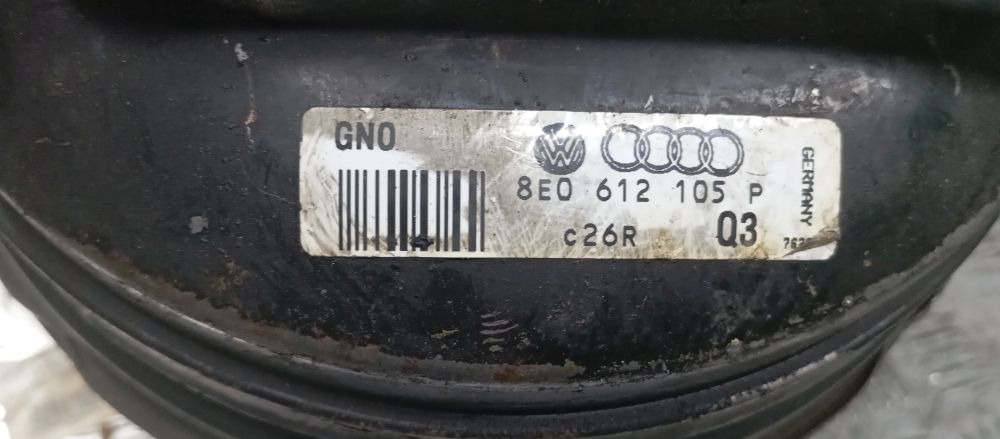 GNO
8E0 612 105 P
c26R Q3
GERMANY